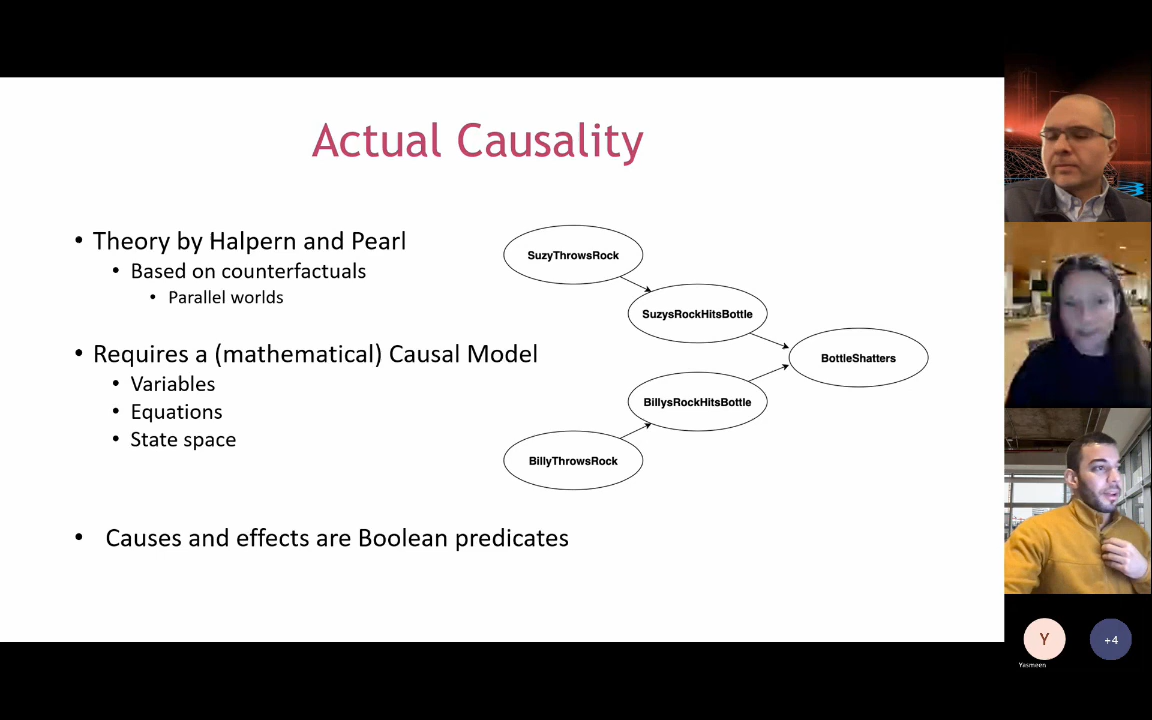 Actual Causality
• Theory by Halpern and Pearl
• Based on counterfactuals
• Parallel worlds
• Requires a (mathematical) Causal Model
• Variables
• Equations
• State space
• Causes and effects are Boolean predicates
SuzyThrowsRock
SuzysRockHitsBottle
BottleShatters
BillysRockHitsBottle
BillyThrowsRock
Y
+4
Yasmeen